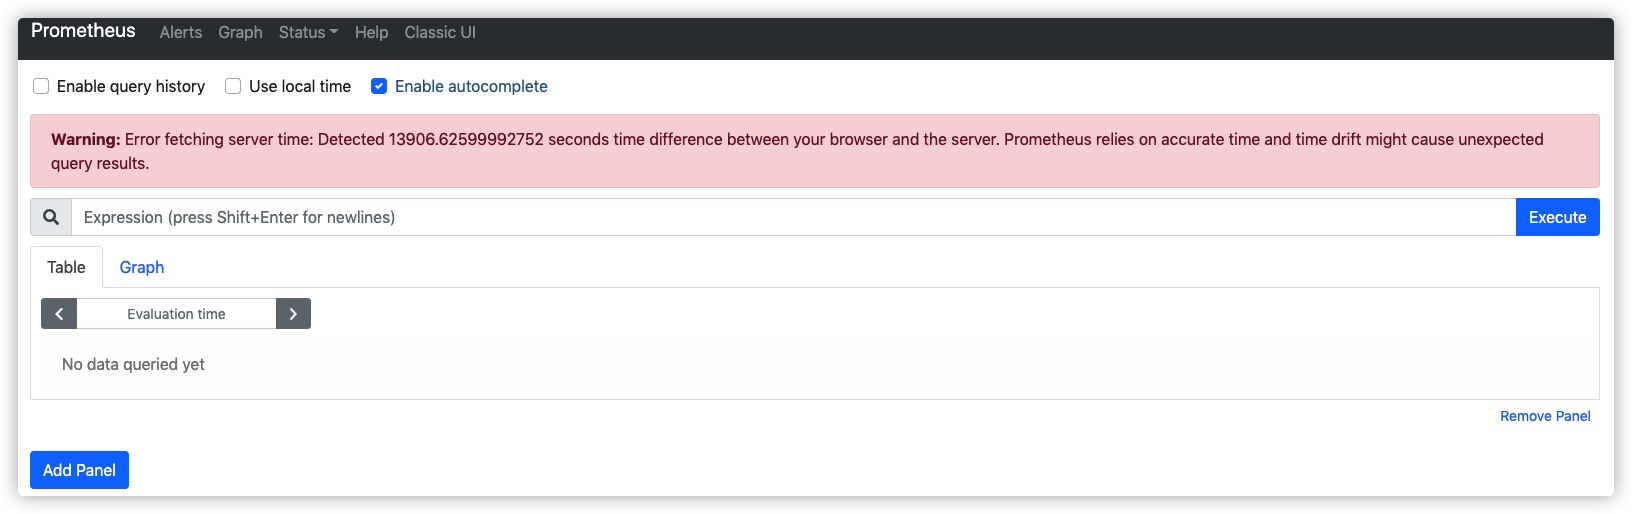 Prometheus Alerts Graph Status Help Classic UI
Enable query history Use local time Enable autocomplete
Warning: Error fetching server time: Detected 13906.62599992752 seconds time difference between your browser and the server. Prometheus relies on accurate time and time drift might cause unexpected
query results.
Expression (press Shift+Enter for newlines) Execute
Table Graph
Evaluation time
No data queried yet
Remove Panel
Add Panel